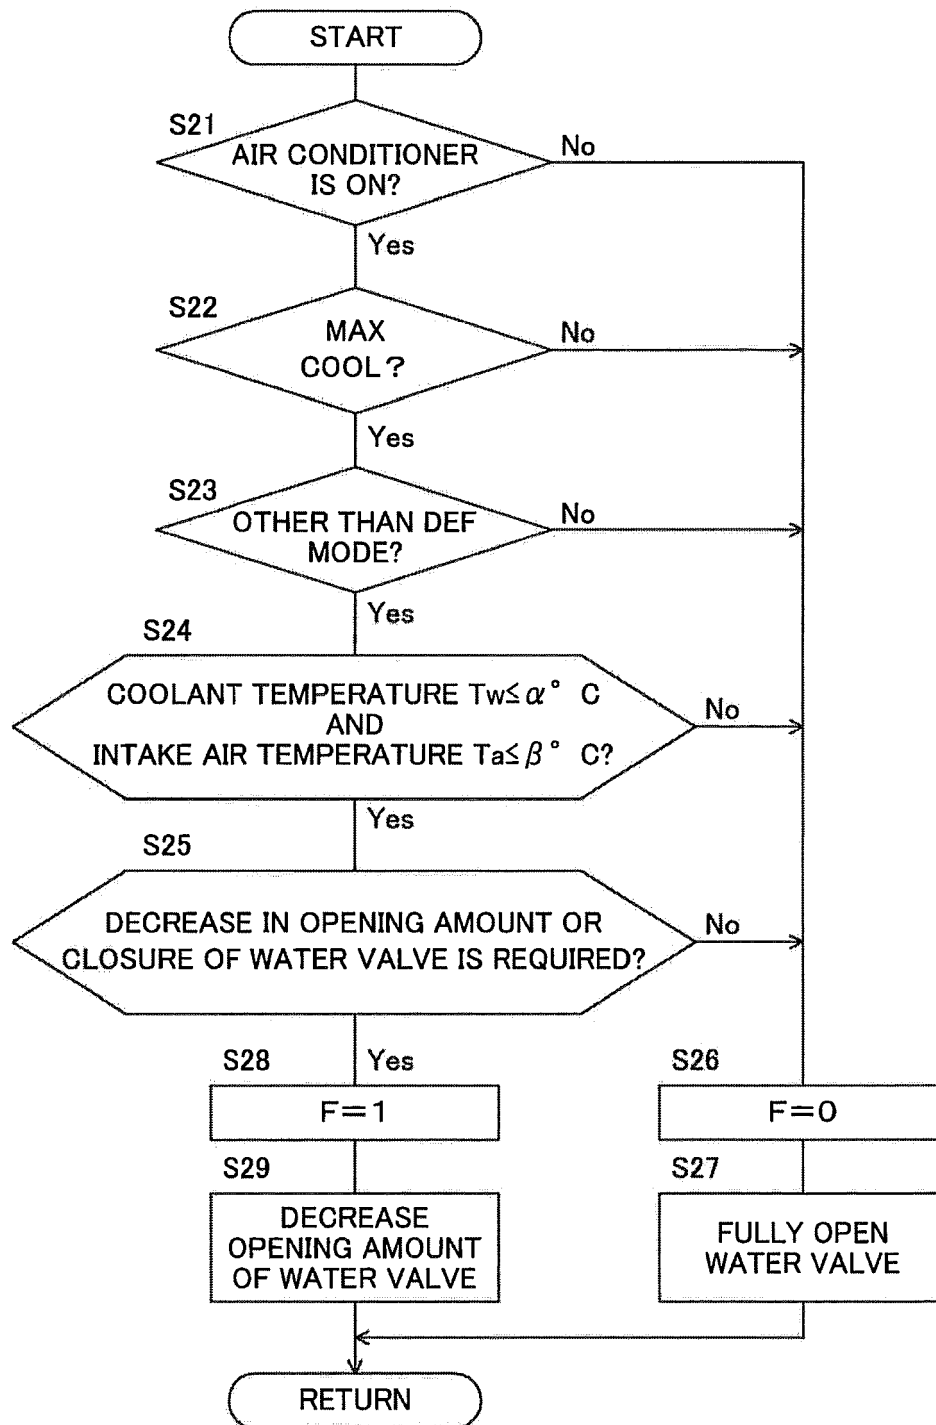 START
S21
AIR CONDITIONER
IS ON?
No
Yes
S22
MAX
COOL?
No
Yes
S23
OTHER THAN DEF
MODE?
No
Yes
S24
COOLANT TEMPERATURE Tw≤α° C
AND
INTAKE AIR TEMPERATURE Ta≤β° C?
No
Yes
S25
DECREASE IN OPENING AMOUNT OR
CLOSURE OF WATER VALVE IS REQUIRED?
No
Yes
S28
F=1
S26
F=0
S29
DECREASE
OPENING AMOUNT
OF WATER VALVE
S27
FULLY OPEN
WATER VALVE
RETURN